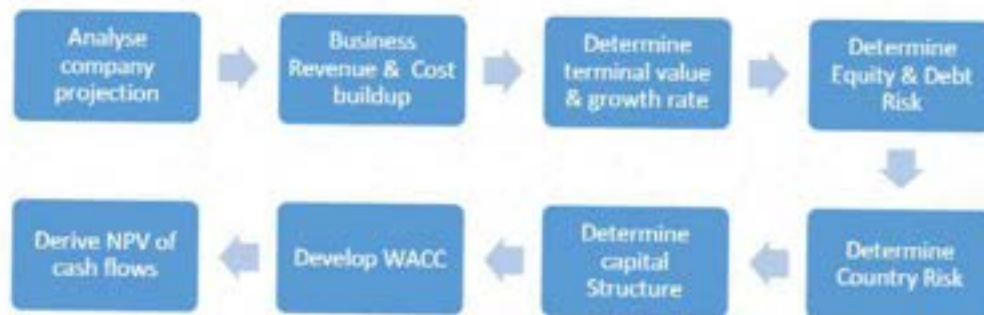 Analyse
company
projection
Business
Revenue & Cost
buildup
Determine
terminal value
& growth rate
Determine
Equity & Debt
Risk
Determine
Country Risk
Determine
capital
Structure
Develop WACC
Derive NPV of
cash flows